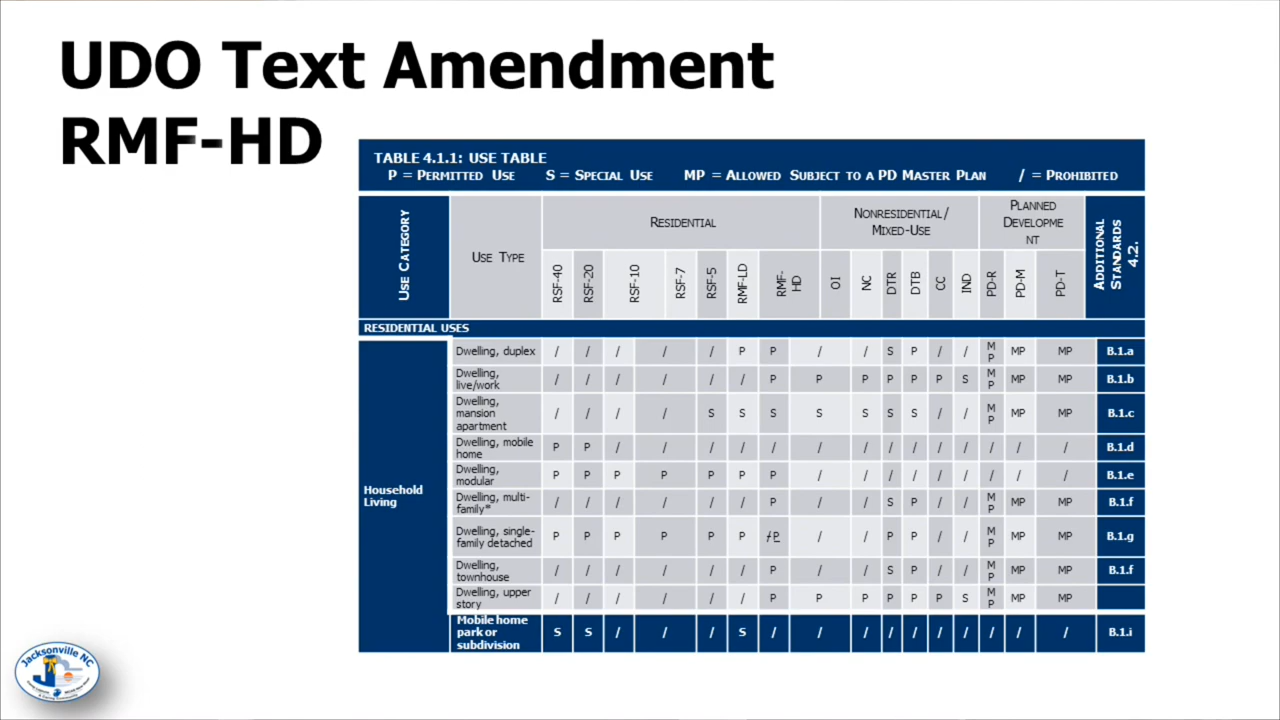 UDO Text Amendment
RMF-HD
TABLE 4.1.1: USE TABLE
P = PERMITTED USE S = SPECIAL USE MP = ALLOWED SUBJECT TO A PD MASTER PLAN / = PROHIBITED
USE CATEGORY
USE TYPE
RESIDENTIAL
NONRESIDENTIAL/
MIXED-USE
PLANNED
DEVELOPME
NT
ADDITIONAL
STANDARDS
4.2.
RSF-40 RSF-20 RSF-10 RSF-7 RSF-5 RMF-LD RMF-HD OI NC DTR DTB CC IND PD-R PD-M PD-T
RESIDENTIAL USES
Household
Living
Dwelling, duplex / / / / / P P / / S P / / MP MP MP B.1.a
Dwelling,
live/work / / / / / / P P P P P P S MP MP MP B.1.b
Dwelling,
mansion
apartment / / / / S S S S S S S / / MP MP MP B.1.c
Dwelling, mobile
home P P / / / / / / / / / / / / / / B.1.d
Dwelling,
modular P P P P P P P / / / / / / / / / B.1.e
Dwelling, multi-
family* / / / / / / P / / S P / / MP MP MP B.1.f
Dwelling, single-
family detached P P P P P P /P / / P P / / MP MP MP B.1.g
Dwelling,
townhouse / / / / / / P / / S P / / MP MP MP B.1.f
Dwelling, upper
story / / / / / / P P P P P P S MP MP MP
Mobile home
park or
subdivision S S / / / S / / / / / / / / / / B.1.i
Jacksonville NC